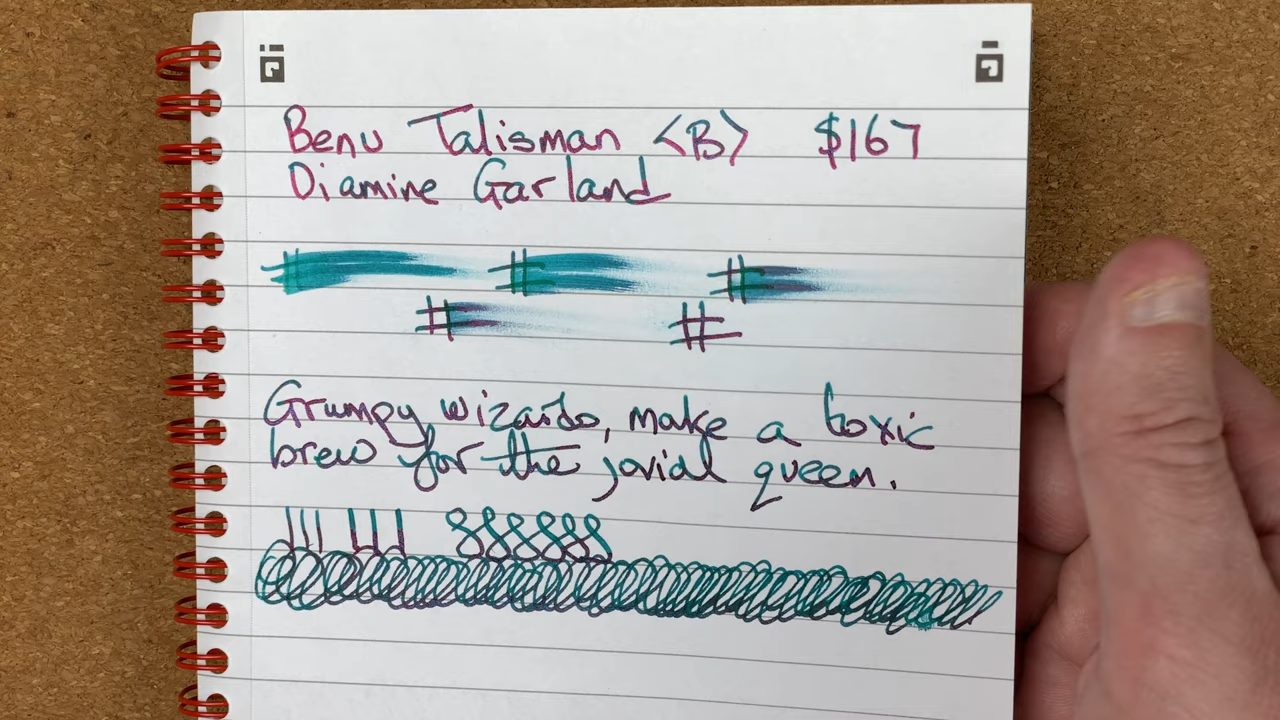 Benu Talisman <B> $167
Diamine Garland
# # #
# #
Grumpy wizards, make a toxic
brew for the jovial queen.